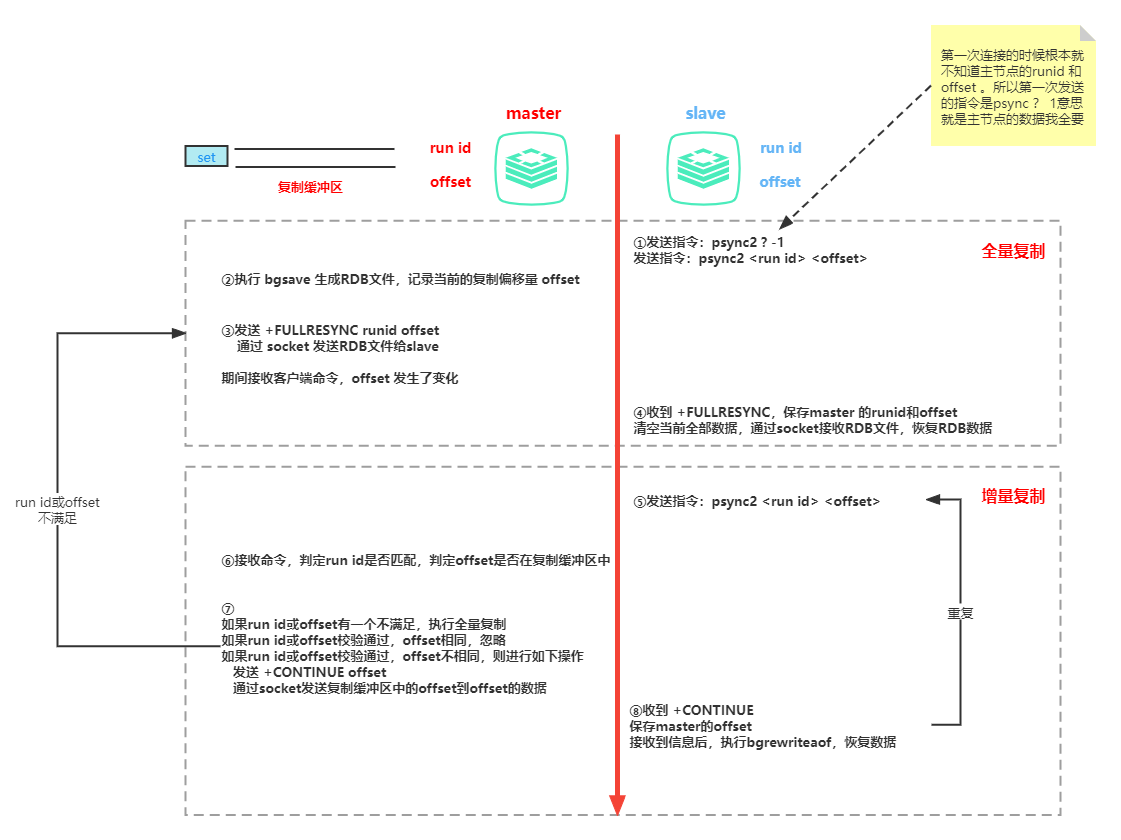 第一次连接的时候根本就
不知道主节点的runid 和
offset 。所以第一次发送
的指令是psync ？ 1意思
就是主节点的数据我全要
master
slave
set
run id
run id
复制缓冲区
offset
offset
①发送指令：psync2 ? -1
发送指令：psync2 <run id> <offset>
全量复制
②执行 bgsave 生成RDB文件，记录当前的复制偏移量 offset
③发送 +FULLRESYNC runid offset
通过 socket 发送RDB文件给slave
期间接收客户端命令，offset 发生了变化
④收到 +FULLRESYNC，保存master 的runid和offset
清空当前全部数据，通过socket接收RDB文件，恢复RDB数据
run id或offset
不满足
⑤发送指令：psync2 <run id> <offset>
增量复制
⑥接收命令，判定run id是否匹配，判定offset是否在复制缓冲区中
⑦
如果run id或offset有一个不满足，执行全量复制
如果run id或offset校验通过，offset相同，忽略
如果run id或offset校验通过，offset不相同，则进行如下操作
发送 +CONTINUE offset
通过socket发送复制缓冲区中的offset到offset的数据
重复
⑧收到 +CONTINUE
保存master的offset
接收到信息后，执行bgrewriteaof，恢复数据